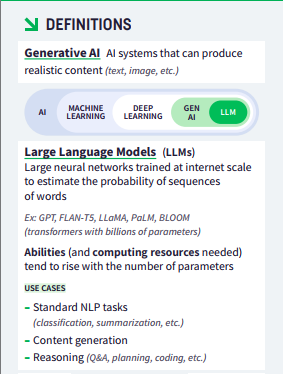 DEFINITIONS
Generative AI AI systems that can produce
realistic content (text, image, etc.)
AI
MACHINE
LEARNING
DEEP
LEARNING
GEN
AI
LLM
Large Language Models (LLMs)
Large neural networks trained at internet scale
to estimate the probability of sequences
of words
Ex: GPT, FLAN-T5, LLaMA, PaLM, BLOOM
(transformers with billions of parameters)
Abilities (and computing resources needed)
tend to rise with the number of parameters
USE CASES
– Standard NLP tasks
(classification, summarization, etc.)
– Content generation
– Reasoning (Q&A, planning, coding, etc.)